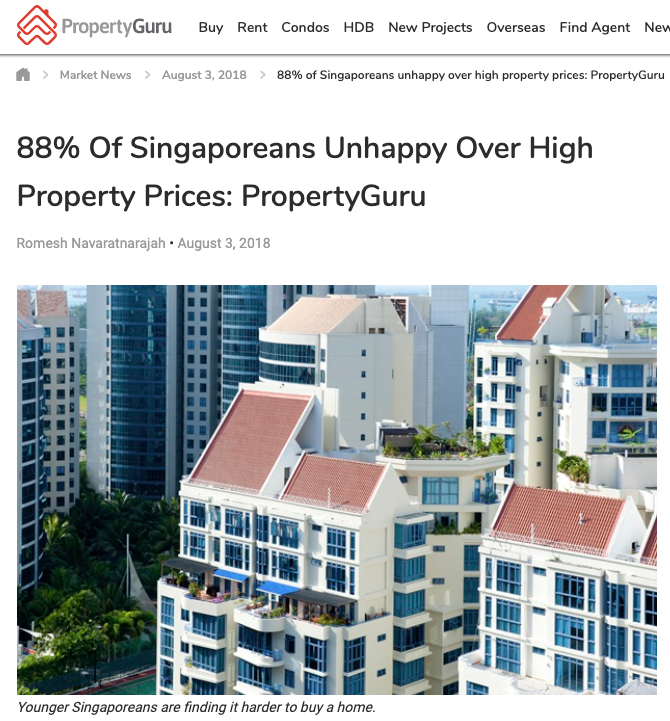 PropertyGuru
Buy Rent Condos HDB New Projects Overseas Find Agent New
Market News August 3, 2018 88% of Singaporeans unhappy over high property prices: PropertyGuru
88% Of Singaporeans Unhappy Over High
Property Prices: PropertyGuru
Romesh Navaratnarajah • August 3, 2018
Younger Singaporeans are finding it harder to buy a home.